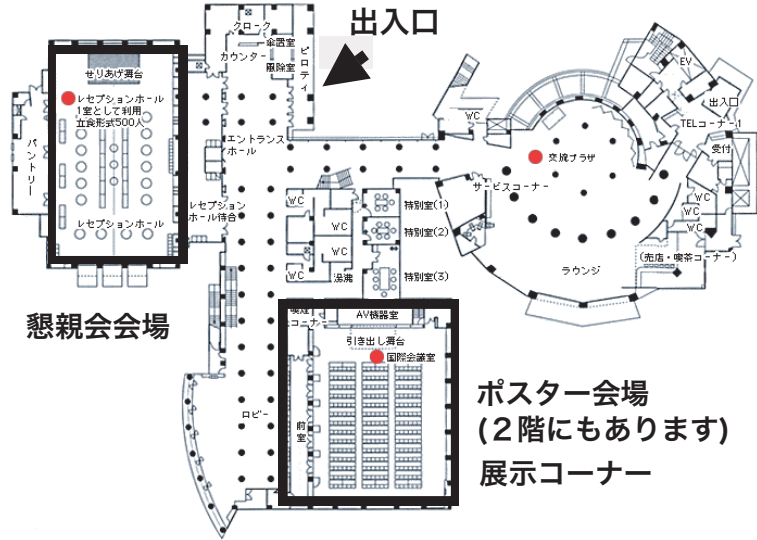 出入口
クローク
傘置室
カウンター
風除室
ピロティ
せりあげ舞台
レセプションホール
1室として利用
立食形式500人
パントリー
レセプションホール
エントランス
ホール
レセプション
ホール待合
WC
WC
WC
WC
WC
湯沸
特別室(1)
特別室(2)
特別室(3)
サービスコーナー
交流プラザ
ラウンジ
EV
出入口
TELコーナー
受付
WC
WC
WC
(売店・喫茶コーナー)
懇親会会場
コーナー
AV機器室
引き出し舞台
国際会議室
前室
ロビー
ポスター会場
(２階にもあります)
展示コーナー